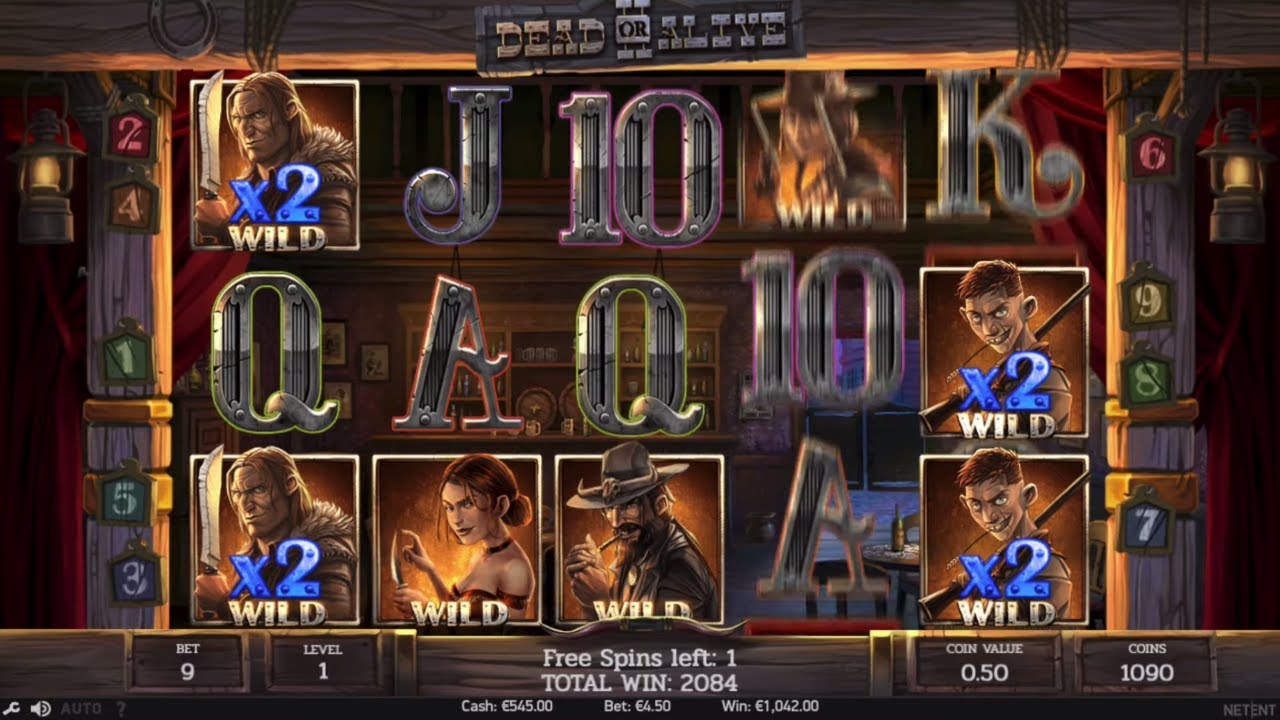 DEAD OR ALIVE II
2
4
1
5
3
x2
WILD
J
10
WILD
K
Q
A
Q
10
x2
WILD
x2
WILD
WILD
WILD
A
x2
WILD
6
9
8
7
BET
9
LEVEL
1
Free Spins left: 1
TOTAL WIN: 2084
COIN VALUE
0.50
COINS
1090
AUTO ? Cash: €545.00 Bet: €4.50 Win: €1,042.00 NETENT